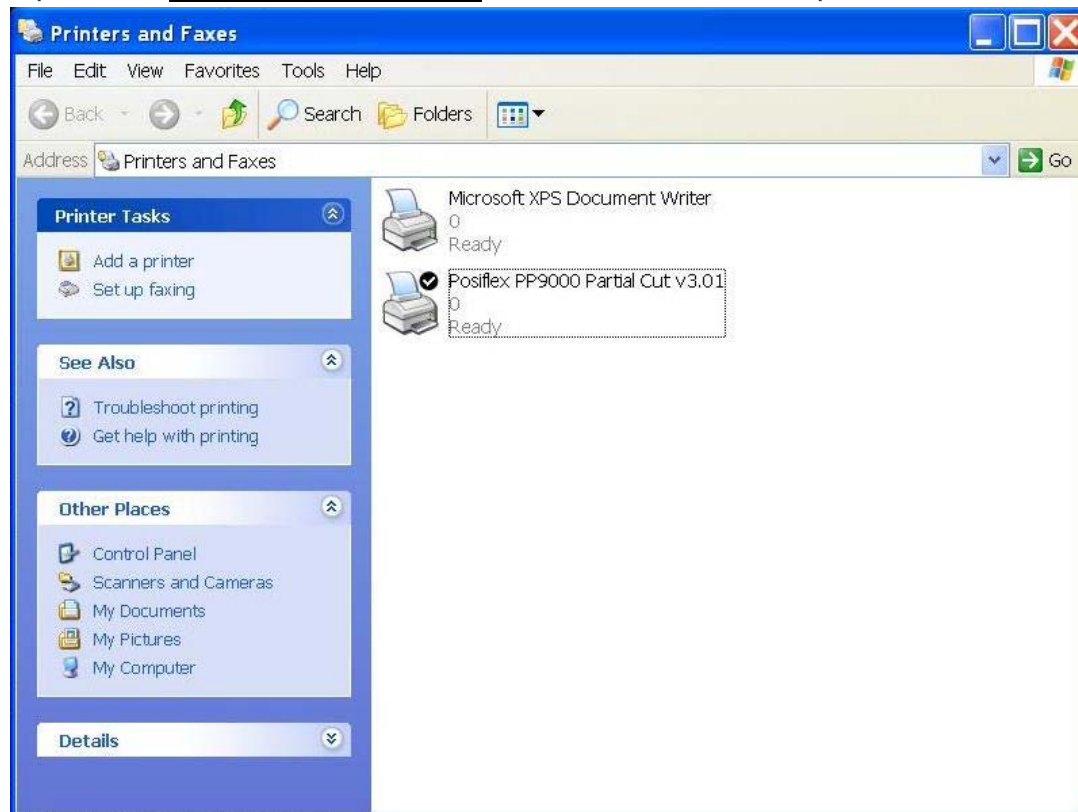 Printers and Faxes
File Edit View Favorites Tools Help
Back Search Folders
Address Printers and Faxes Go
Printer Tasks
Add a printer
Set up faxing
See Also
Troubleshoot printing
Get help with printing
Other Places
Control Panel
Scanners and Cameras
My Documents
My Pictures
My Computer
Details
Microsoft XPS Document Writer
0
Ready
Posiflex PP9000 Partial Cut v3.01
0
Ready